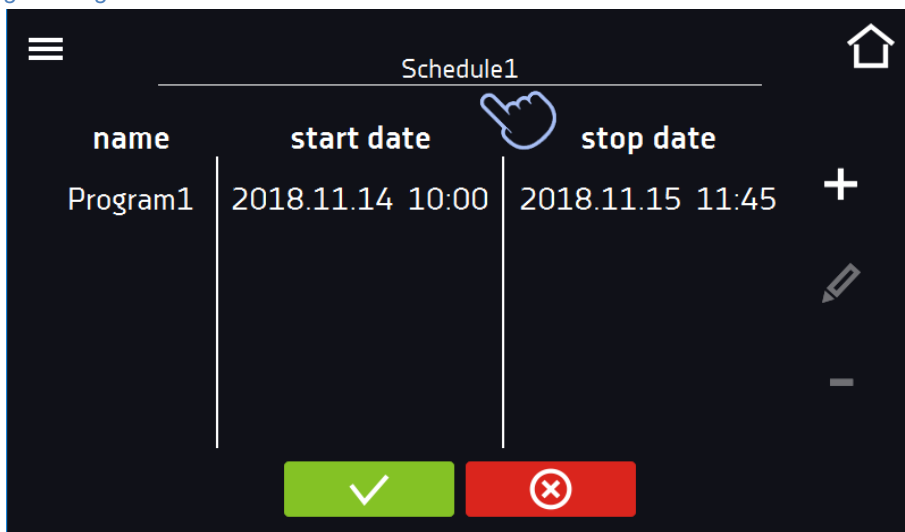 Schedule1
name start date stop date
Program1 2018.11.14 10:00 2018.11.15 11:45